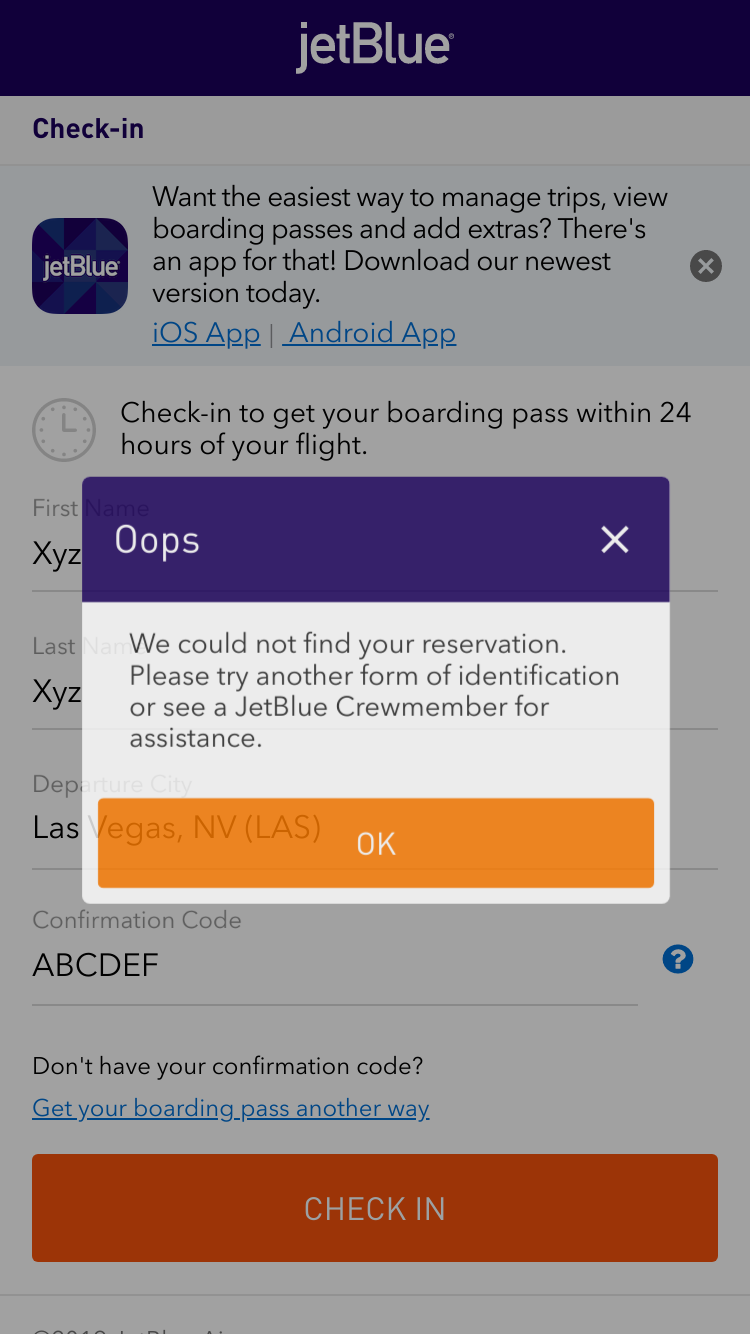 jetBlue
Check-in
Want the easiest way to manage trips, view
boarding passes and add extras? There's
an app for that! Download our newest
version today.
jetBlue
iOS App | Android App
Check-in to get your boarding pass within 24
hours of your flight.
First Name
Xyz
Oops
Last Name
Xyz
We could not find your reservation.
Please try another form of identification
or see a JetBlue Crewmember for
assistance.
Departure City
Las Vegas, NV (LAS)
OK
Confirmation Code
ABCDEF
?
Don't have your confirmation code?
Get your boarding pass another way
CHECK IN